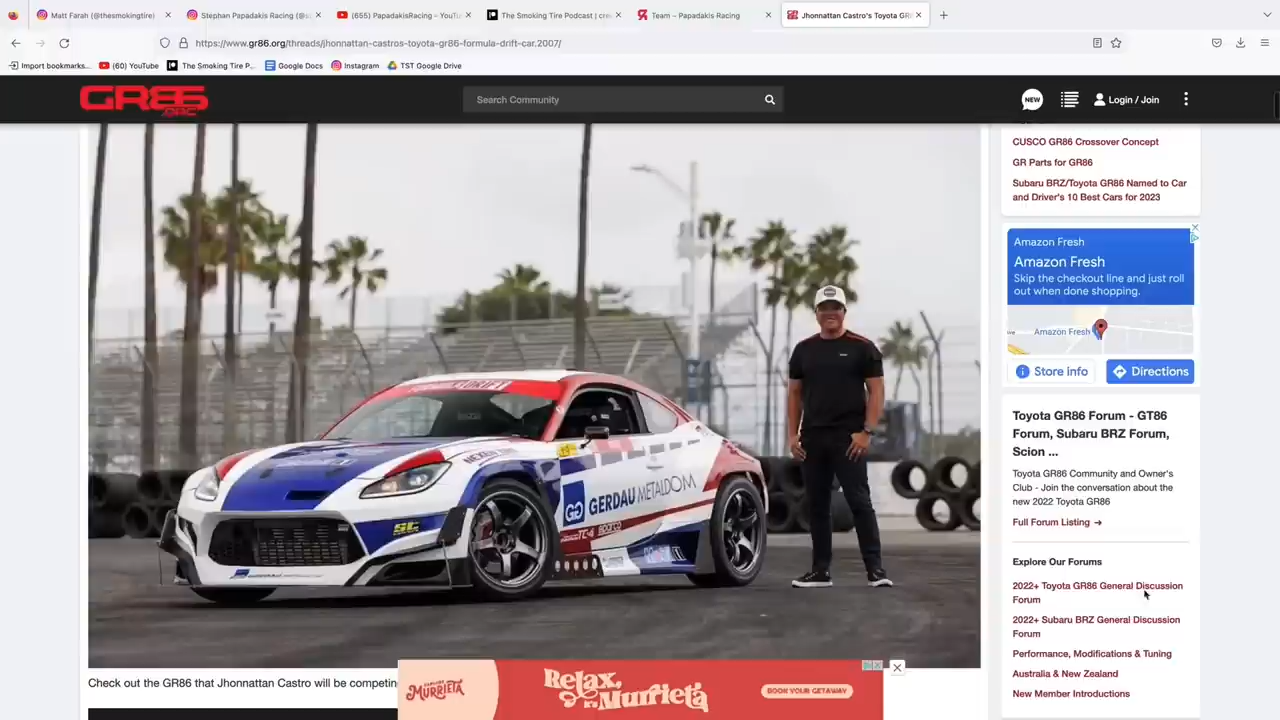 Matt Farah (@thesmokingtire)
Stephan Papadakis Racing (@s
(655) PapadakisRacing – YouTu
The Smoking Tire Podcast | cre
Team – Papadakis Racing
Jhonnattan Castro's Toyota GR8
https://www.gr86.org/threads/jhonnattan-castros-toyota-gr86-formula-drift-car.2007/
Import bookmarks...
(60) YouTube
The Smoking Tire P...
Google Docs
Instagram
TST Google Drive
GR86
.ORG
Search Community
NEW
Login / Join
CUSCO GR86 Crossover Concept
GR Parts for GR86
Subaru BRZ/Toyota GR86 Named to Car
and Driver's 10 Best Cars for 2023
Amazon Fresh
Amazon Fresh
Skip the checkout line and just roll
out when done shopping.
Amazon Fresh
Store info
Directions
GERDAU METALDOM
sparco
Toyota GR86 Forum - GT86
Forum, Subaru BRZ Forum,
Scion ...
Toyota GR86 Community and Owner's
Club - Join the conversation about the
new 2022 Toyota GR86
Full Forum Listing →
Explore Our Forums
2022+ Toyota GR86 General Discussion
Forum
2022+ Subaru BRZ General Discussion
Forum
Performance, Modifications & Tuning
Australia & New Zealand
New Member Introductions
Check out the GR86 that Jhonnattan Castro will be competin
MURRIETA
Relax,
in Murrieta
BOOK YOUR GETAWAY